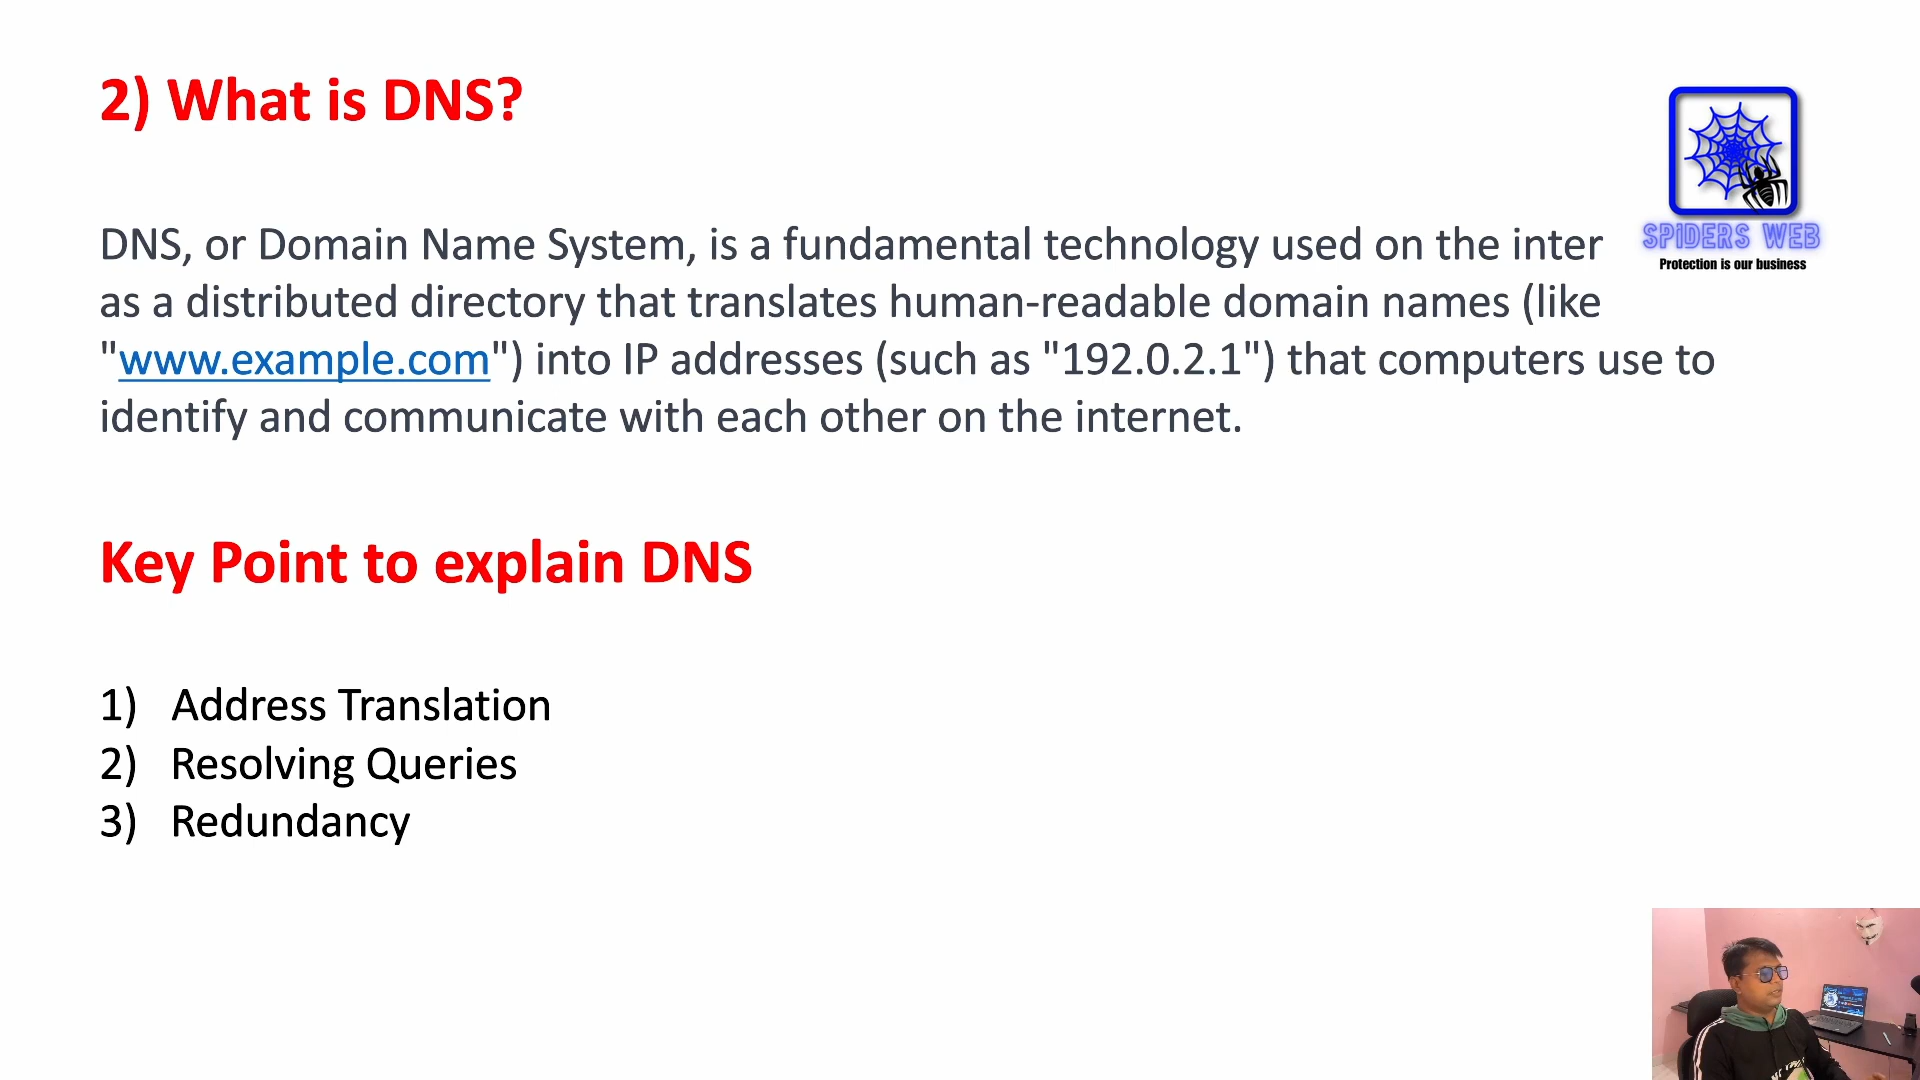 2) What is DNS?
DNS, or Domain Name System, is a fundamental technology used on the inter
as a distributed directory that translates human-readable domain names (like
"www.example.com") into IP addresses (such as "192.0.2.1") that computers use to
identify and communicate with each other on the internet.
SPIDERS WEB
Protection is our business
Key Point to explain DNS
1) Address Translation
2) Resolving Queries
3) Redundancy